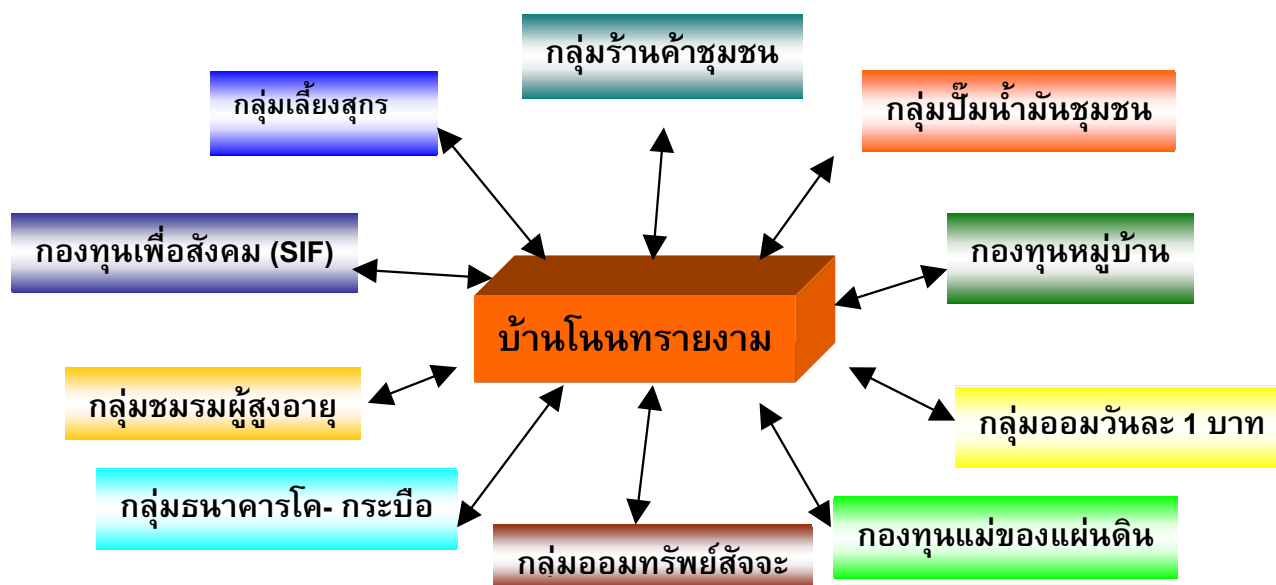 กลุ่มร้านค้าชุมชน
กลุ่มเลี้ยงสุกร
กลุ่มปั๊มน้ำมันชุมชน
กองทุนเพื่อสังคม (SIF)
กองทุนหมู่บ้าน
บ้านโนนทรายงาม
กลุ่มชมรมผู้สูงอายุ
กลุ่มออมวันละ 1 บาท
กลุ่มธนาคารโค- กระบือ
กองทุนแม่ของแผ่นดิน
กลุ่มออมทรัพย์สัจจะ